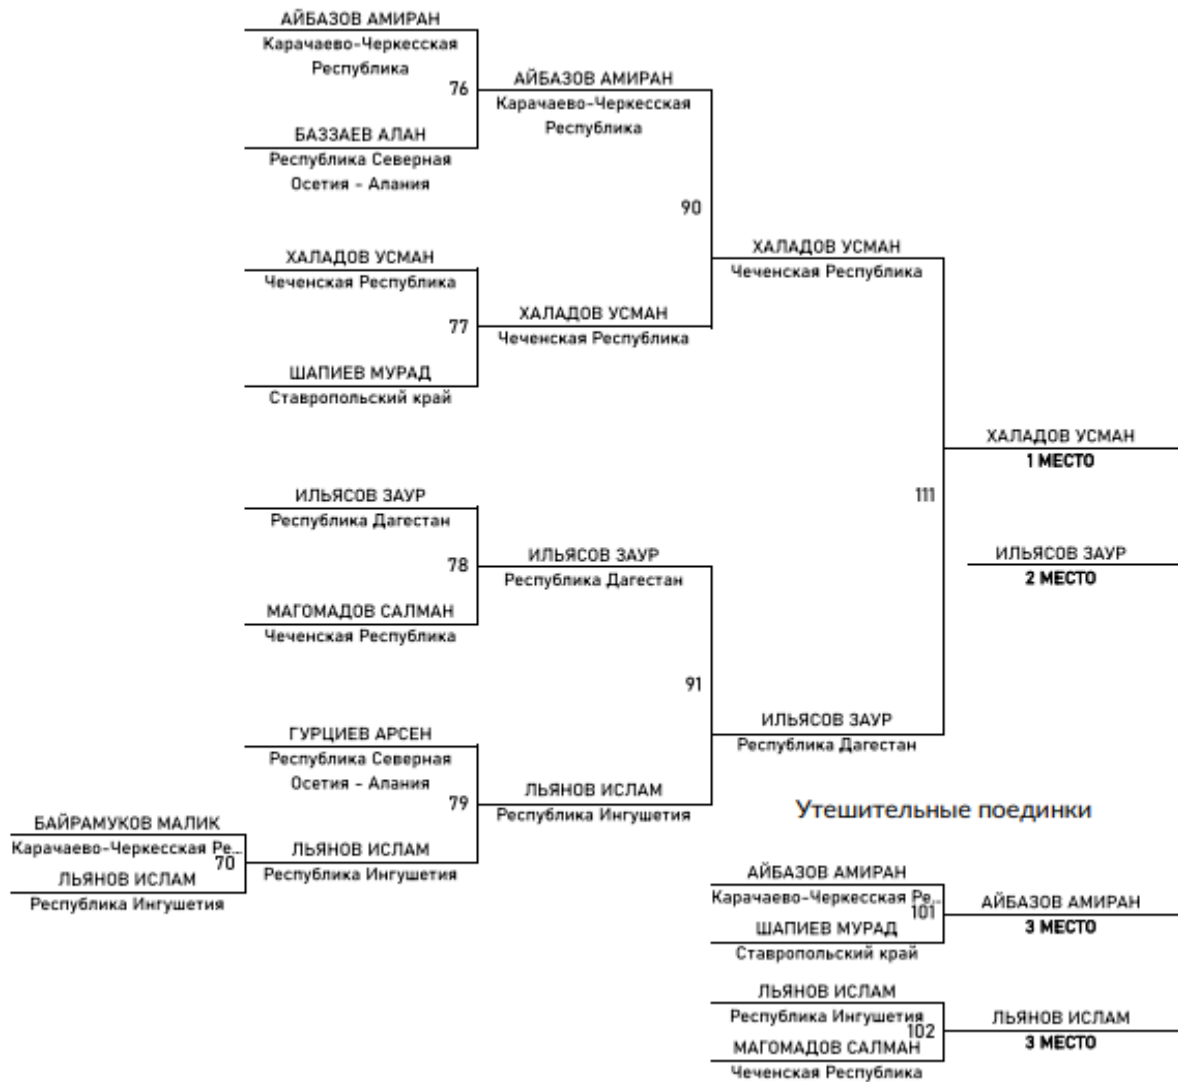 АЙБАЗОВ АМИРАН
Карачаево-Черкесская
Республика
76
БАЗЗАЕВ АЛАН
Республика Северная
Осетия - Алания
АЙБАЗОВ АМИРАН
Карачаево-Черкесская
Республика
90
ХАЛАДОВ УСМАН
Чеченская Республика
77
ШАПИЕВ МУРАД
Ставропольский край
ХАЛАДОВ УСМАН
Чеченская Республика
ХАЛАДОВ УСМАН
Чеченская Республика
ХАЛАДОВ УСМАН
1 МЕСТО
111
ИЛЬЯСОВ ЗАУР
2 МЕСТО
ИЛЬЯСОВ ЗАУР
Республика Дагестан
78
МАГОМАДОВ САЛМАН
Чеченская Республика
ИЛЬЯСОВ ЗАУР
Республика Дагестан
91
ИЛЬЯСОВ ЗАУР
Республика Дагестан
ГУРЦИЕВ АРСЕН
Республика Северная
Осетия - Алания
79
ЛЬЯНОВ ИСЛАМ
Республика Ингушетия
БАЙРАМУКОВ МАЛИК
Карачаево-Черкесская Ре...
70
ЛЬЯНОВ ИСЛАМ
Республика Ингушетия
ЛЬЯНОВ ИСЛАМ
Республика Ингушетия
Утешительные поединки
АЙБАЗОВ АМИРАН
Карачаево-Черкесская Ре...
101
ШАПИЕВ МУРАД
Ставропольский край
АЙБАЗОВ АМИРАН
3 МЕСТО
ЛЬЯНОВ ИСЛАМ
Республика Ингушетия
102
МАГОМАДОВ САЛМАН
Чеченская Республика
ЛЬЯНОВ ИСЛАМ
3 МЕСТО